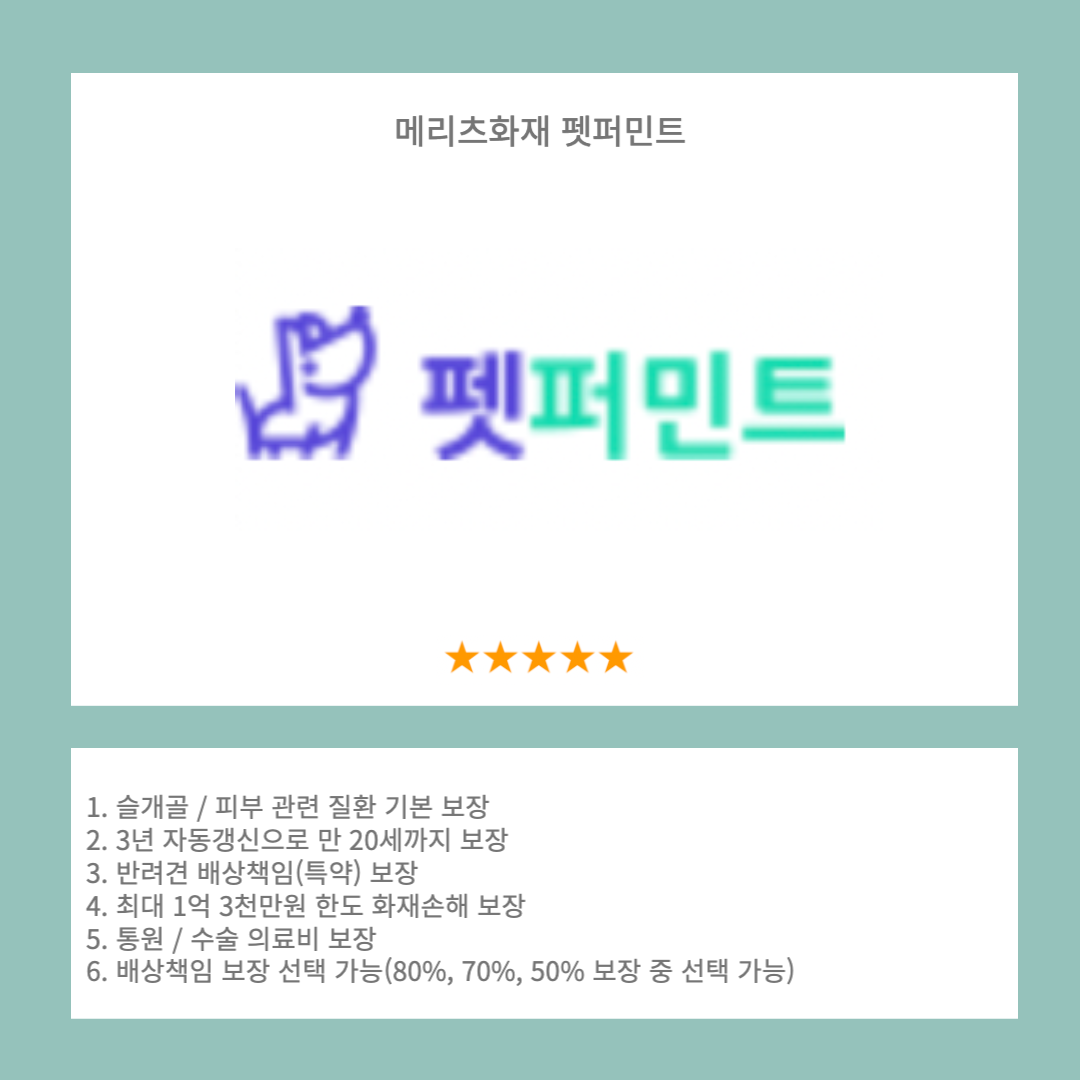 메리츠화재 펫퍼민트
펫퍼민트
★★★★★
1. 슬개골 / 피부 관련 질환 기본 보장
2. 3년 자동갱신으로 만 20세까지 보장
3. 반려견 배상책임(특약) 보장
4. 최대 1억 3천만원 한도 화재손해 보장
5. 통원 / 수술 의료비 보장
6. 배상책임 보장 선택 가능(80%, 70%, 50% 보장 중 선택 가능)